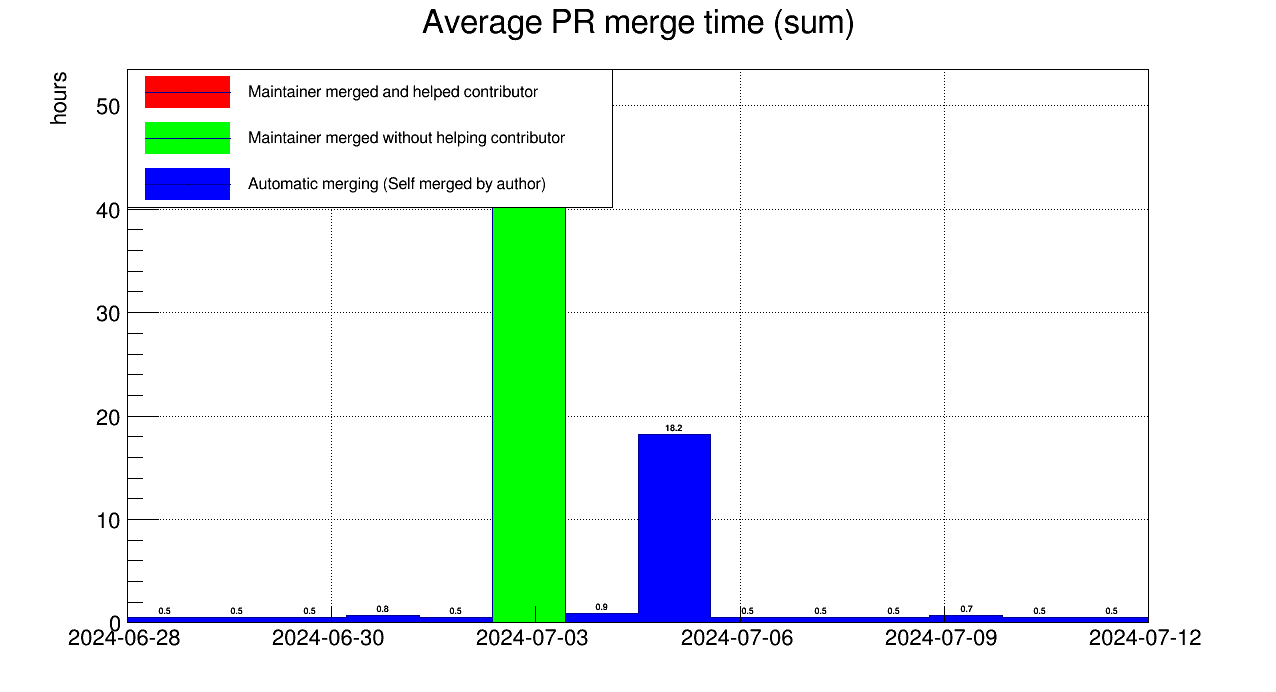 Average PR merge time (sum)
hours
Maintainer merged and helped contributor
Maintainer merged without helping contributor
Automatic merging (Self merged by author)
50
40
30
20
10
0
18.2
0.5 0.5 0.5 0.8 0.5 0.9 0.5 0.5 0.5 0.7 0.5 0.5
2024-06-28 2024-06-30 2024-07-03 2024-07-06 2024-07-09 2024-07-12